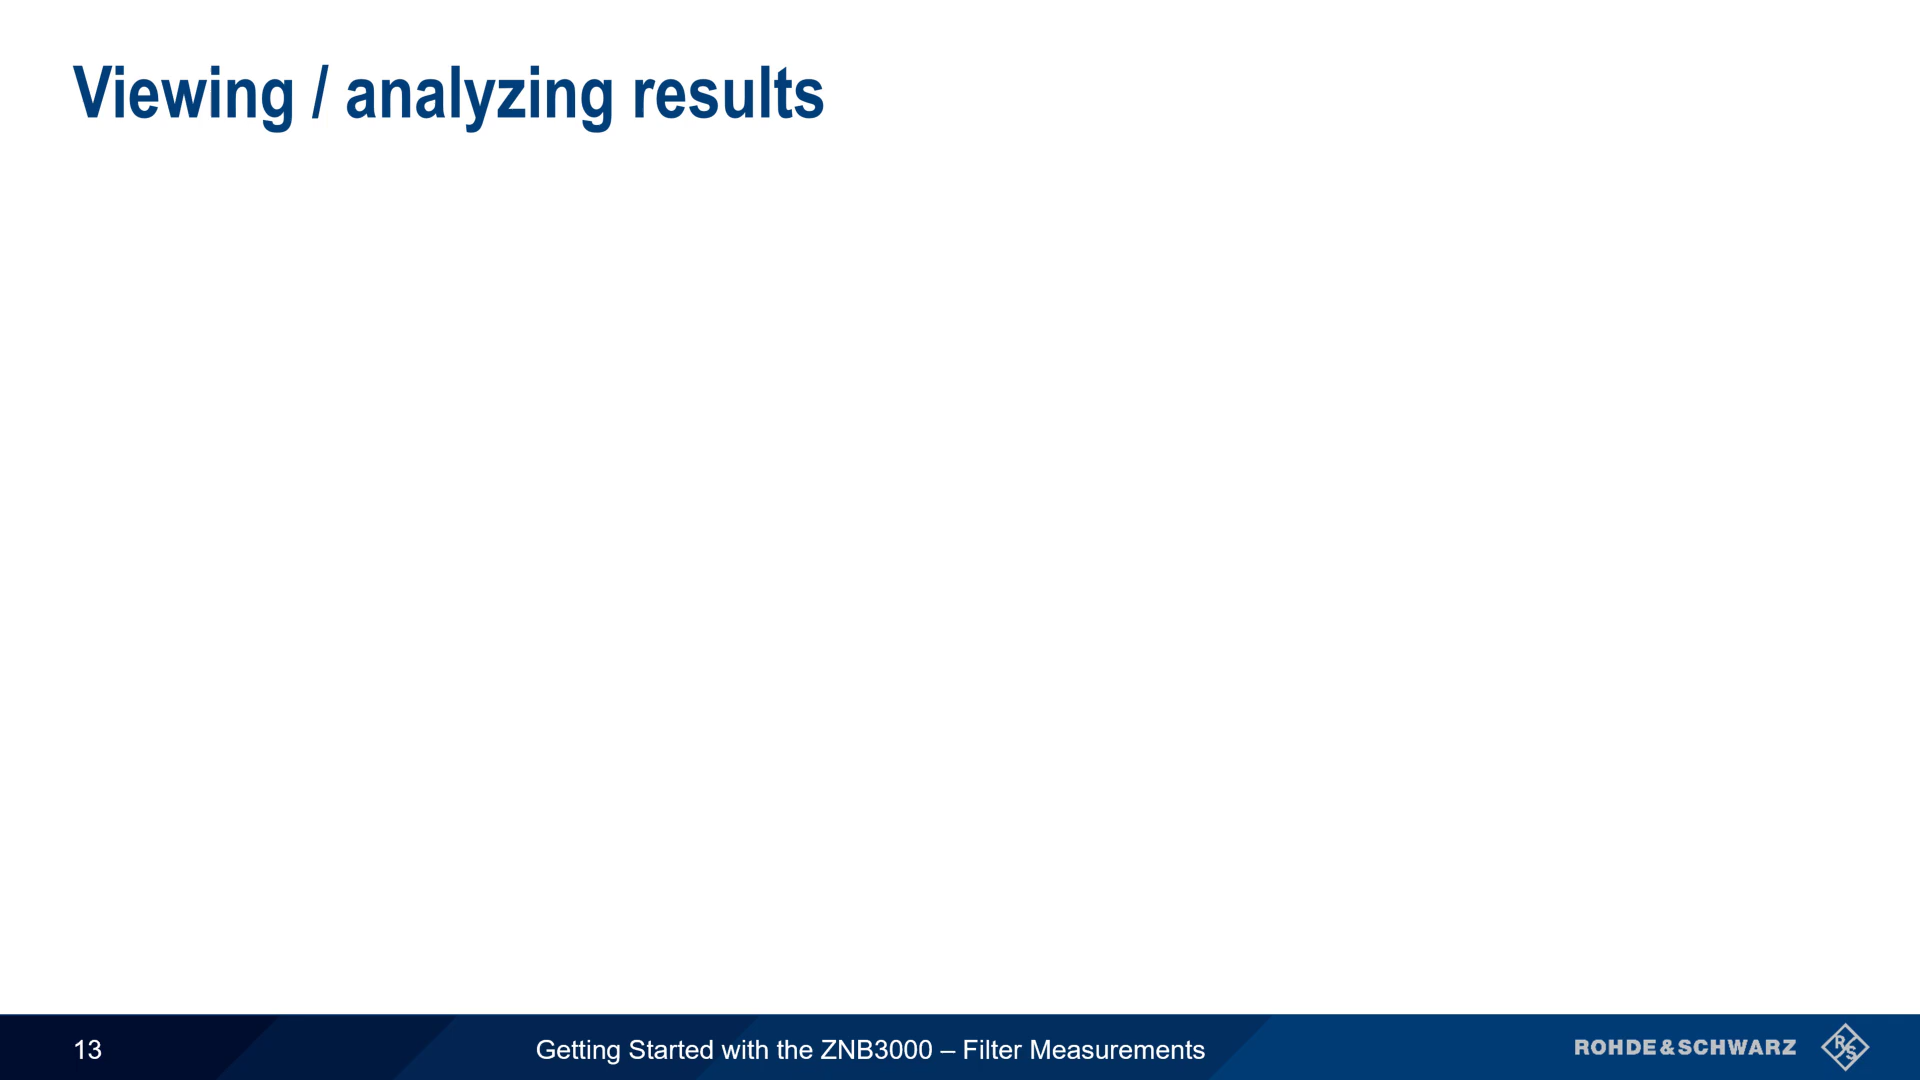 Viewing / analyzing results
13
Getting Started with the ZNB3000 – Filter Measurements
ROHDE&SCHWARZ
R&S